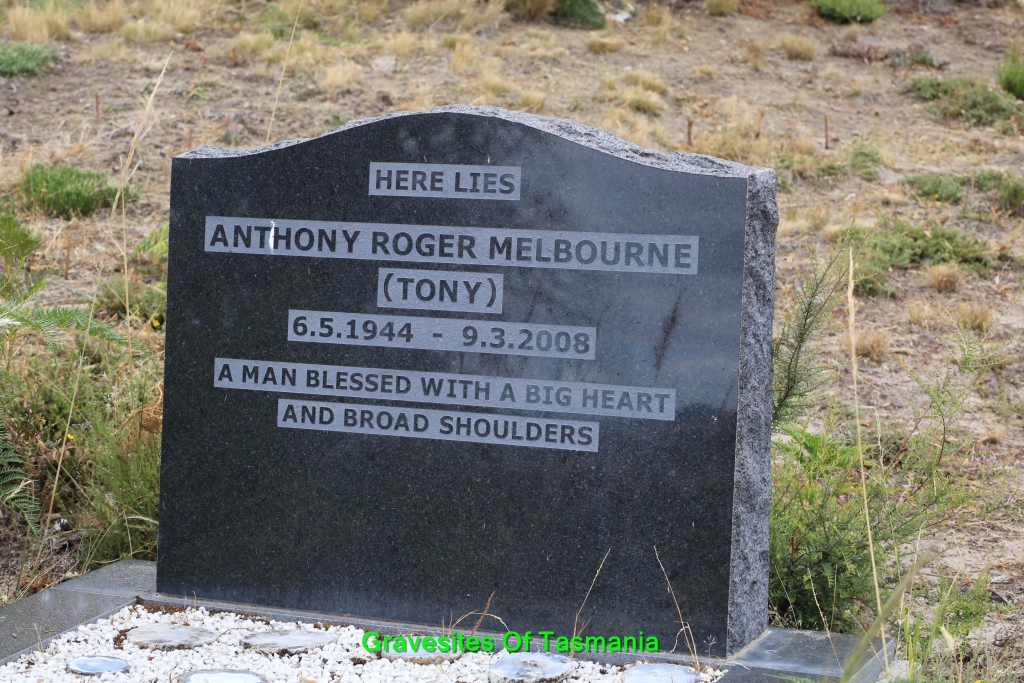 HERE LIES
ANTHONY ROGER MELBOURNE
(TONY)
6.5.1944 - 9.3.2008
A MAN BLESSED WITH A BIG HEART
AND BROAD SHOULDERS
Gravesites Of Tasmania